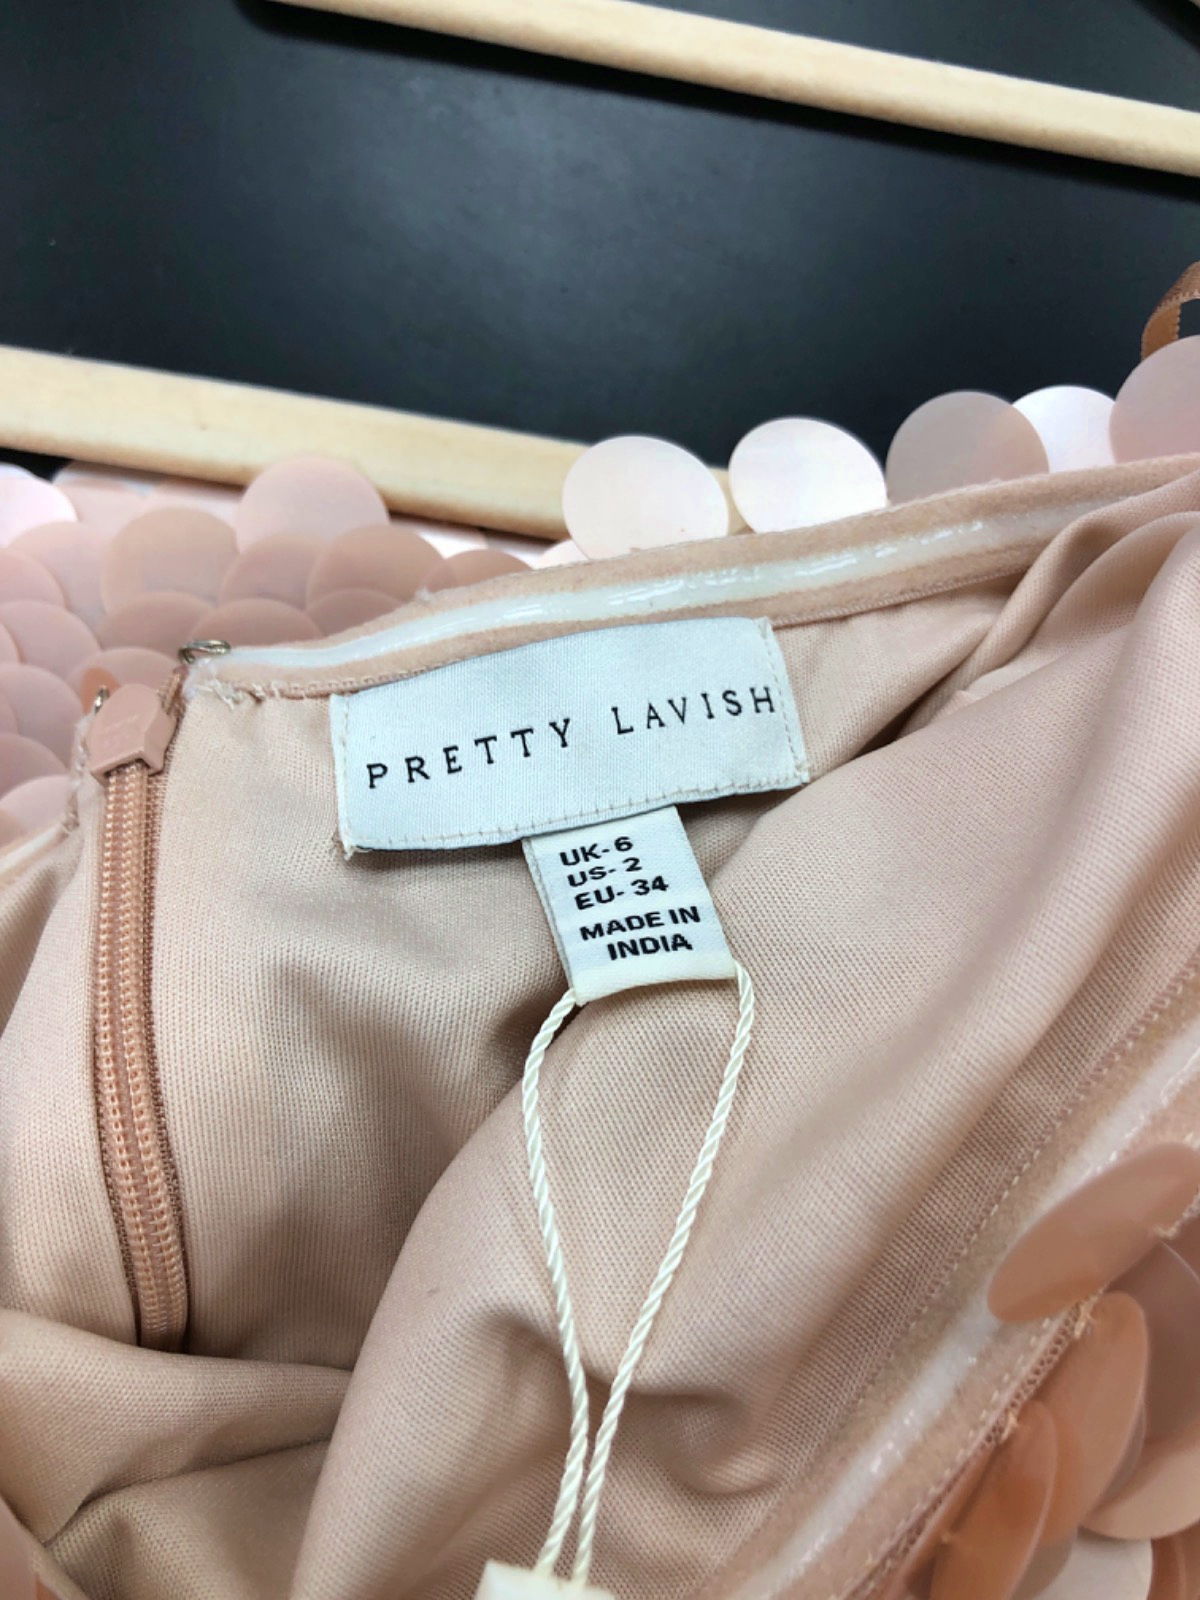 PRETTY LAVISH
UK-6
US-2
EU-34
MADE IN
INDIA